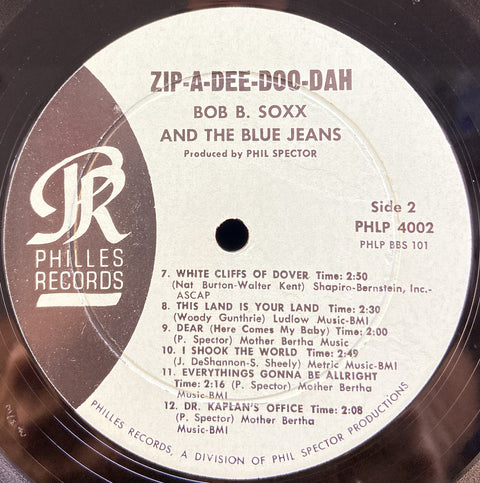 ZIP-A-DEE-DOO-DAH
BOB B. SOXX
AND THE BLUE JEANS
Produced by PHIL SPECTOR
PHILLES
RECORDS
Side 2
PHLP 4002
PHLP BBS 101
7. WHITE CLIFFS OF DOVER Time: 2:50
(Nat Burton-Walter Kent) Shapiro-Bernstein, Inc.-
ASCAP
8. THIS LAND IS YOUR LAND Time: 2:30
(Woody Gunthrie) Ludlow Music-BMI
9. DEAR (Here Comes My Baby) Time: 2:00
(P. Spector) Mother Bertha Music
10. I SHOOK THE WORLD Time: 2:49
(J. DeShannon-S. Sheely) Metric Music-BMI
11. EVERYTHINGS GONNA BE ALLRIGHT
Time: 2:16 (P. Spector) Mother Bertha
Music-BMI
12. DR. KAPLAN'S OFFICE Time: 2:08
(P. Spector) Mother Bertha
Music-BMI
PHILLES RECORDS, A DIVISION OF PHIL SPECTOR PRODUCTIONS